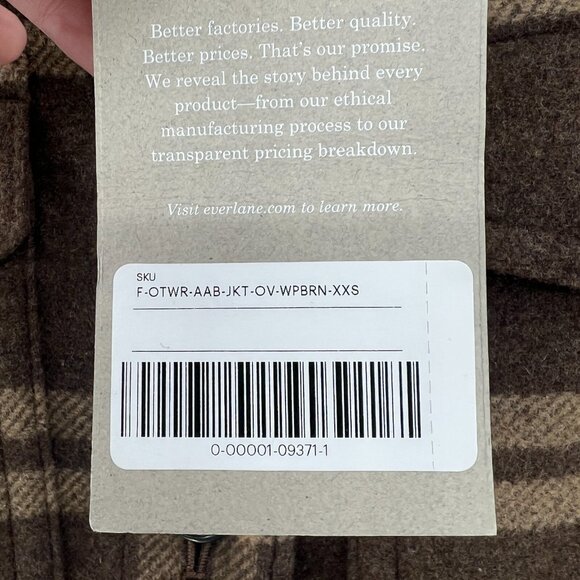 Better factories. Better quality.
Better prices. That's our promise.
We reveal the story behind every
product—from our ethical
manufacturing process to our
transparent pricing breakdown.
Visit everlane.com to learn more.
SKU
F-OTWR-AAB-JKT-OV-WPBRN-XXS
0-00001-09371-1